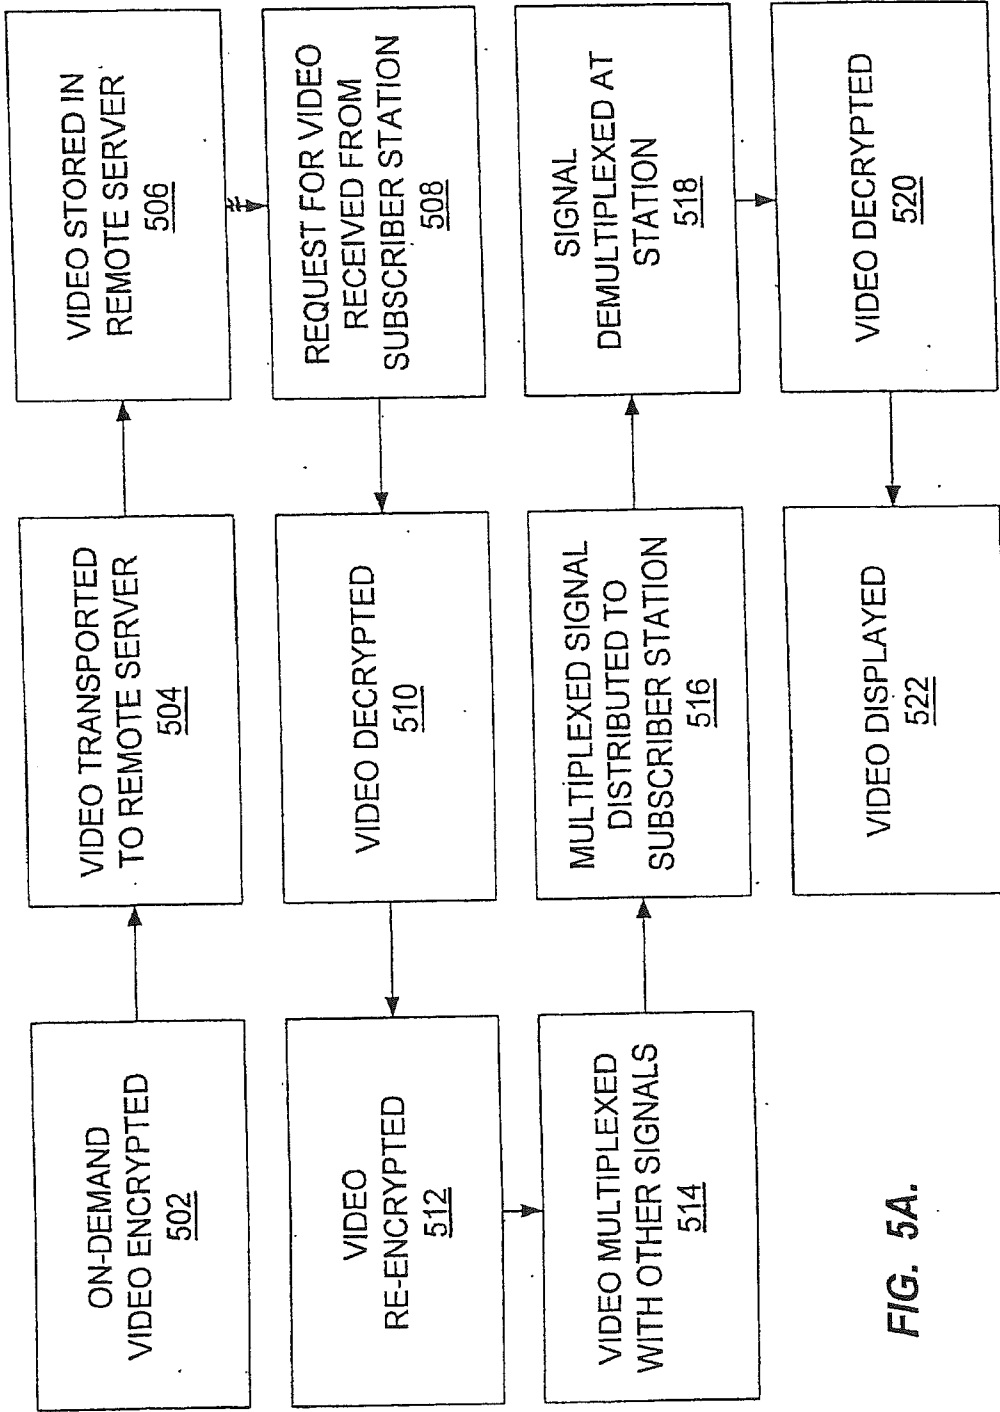 ON-DEMAND
VIDEO ENCRYPTED
502
VIDEO TRANSPORTED
TO REMOTE SERVER
504
VIDEO STORED IN
REMOTE SERVER
506
REQUEST FOR VIDEO
RECEIVED FROM
SUBSCRIBER STATION
508
VIDEO DECRYPTED
510
VIDEO
RE-ENCRYPTED
512
VIDEO MULTIPLEXED
WITH OTHER SIGNALS
514
MULTIPLEXED SIGNAL
DISTRIBUTED TO
SUBSCRIBER STATION
516
SIGNAL
DEMULTIPLEXED AT
STATION
518
VIDEO DECRYPTED
520
VIDEO DISPLAYED
522
FIG. 5A.